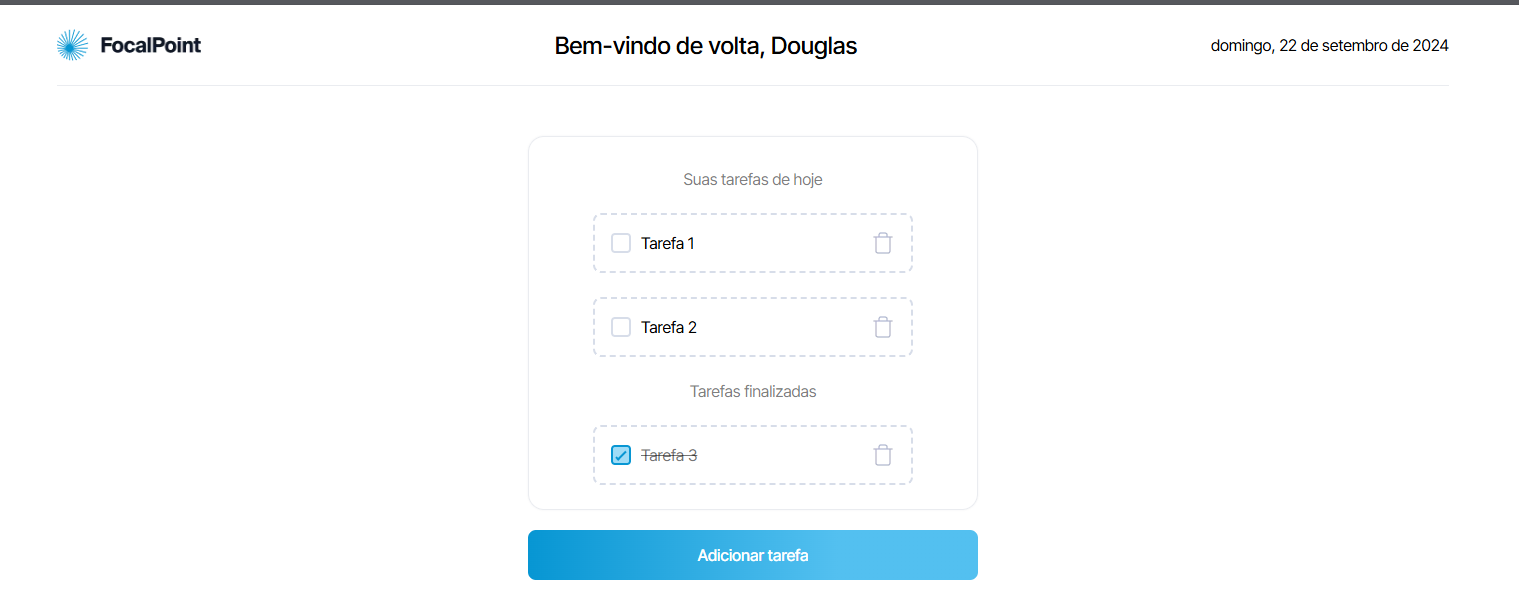 FocalPoint
Bem-vindo de volta, Douglas
domingo, 22 de setembro de 2024
Suas tarefas de hoje
Tarefa 1
Tarefa 2
Tarefas finalizadas
Tarefa 3
Adicionar tarefa